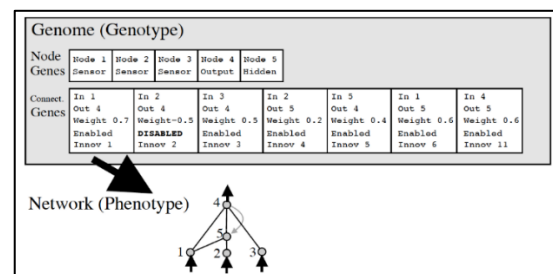 Genome (Genotype)
Node Genes
Node 1 Node 2 Node 3 Node 4 Node 5
Sensor Sensor Sensor Output Hidden
Connect. Genes
In 1 In 2 In 3 In 2 In 5 In 1 In 4
Out 4 Out 4 Out 4 Out 5 Out 4 Out 5 Out 5
Weight 0.7 Weight-0.5 Weight 0.5 Weight 0.2 Weight 0.4 Weight 0.6 Weight 0.6
Enabled DISABLED Enabled Enabled Enabled Enabled Enabled
Innov 1 Innov 2 Innov 3 Innov 4 Innov 5 Innov 6 Innov 11
Network (Phenotype)
4
5
1 2 3